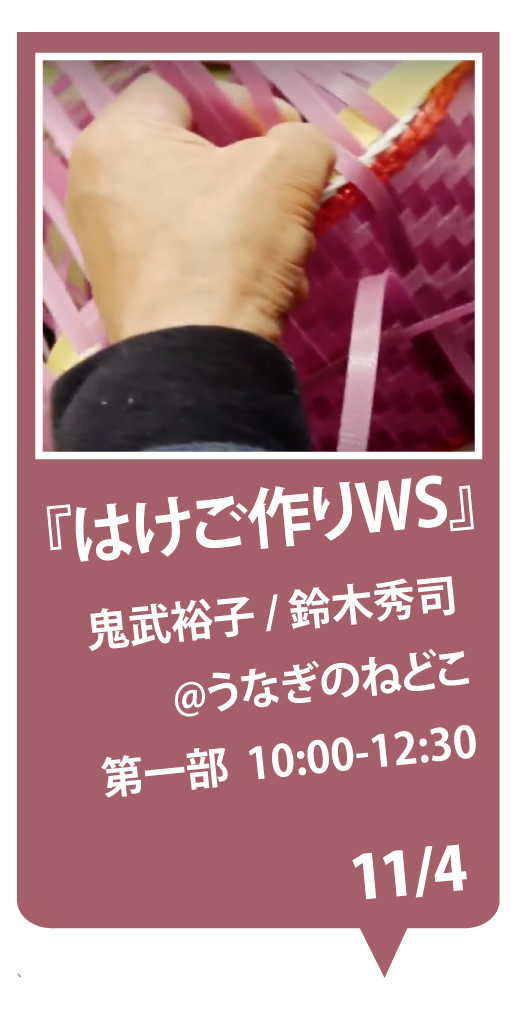 『はけご作りWS』
鬼武裕子 / 鈴木秀司
@うなぎのねどこ
第一部 10:00-12:30
11/4
、